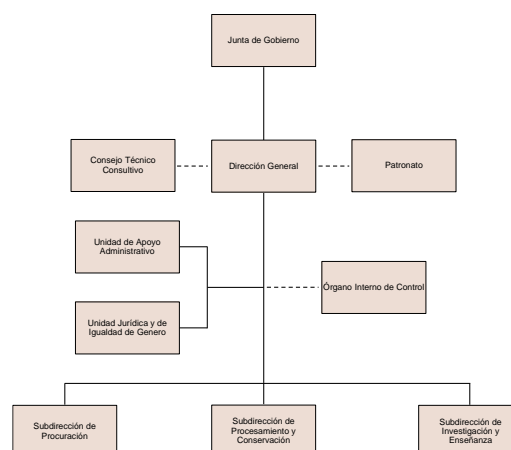 Junta de Gobierno
Consejo Técnico
Consultivo
Dirección General
Patronato
Unidad de Apoyo
Administrativo
Órgano Interno de Control
Unidad Jurídica y de
Igualdad de Genero
Subdirección de
Procuración
Subdirección de
Procesamiento y
Conservación
Subdirección de
Investigación y
Enseñanza